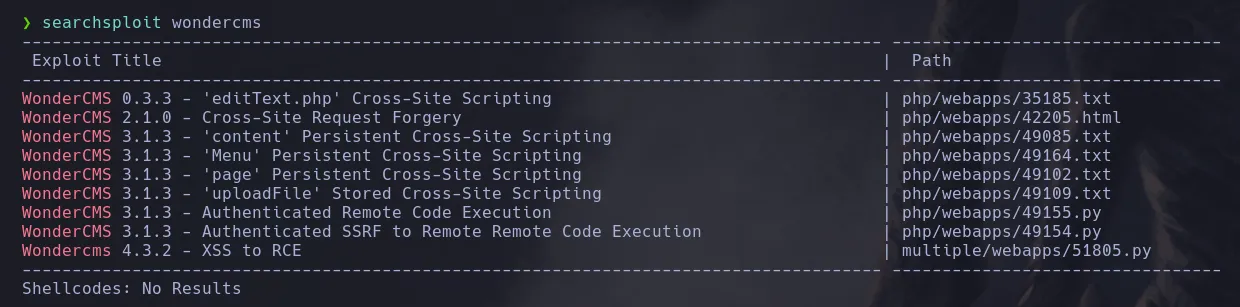 ❯ searchsploit wondercms
-------------------------------------------------------------------------------------- ---------------------------------
 Exploit Title                                                                        |  Path
-------------------------------------------------------------------------------------- ---------------------------------
WonderCMS 0.3.3 - 'editText.php' Cross-Site Scripting                                 | php/webapps/35185.txt
WonderCMS 2.1.0 - Cross-Site Request Forgery                                          | php/webapps/42205.html
WonderCMS 3.1.3 - 'content' Persistent Cross-Site Scripting                           | php/webapps/49085.txt
WonderCMS 3.1.3 - 'Menu' Persistent Cross-Site Scripting                              | php/webapps/49164.txt
WonderCMS 3.1.3 - 'page' Persistent Cross-Site Scripting                              | php/webapps/49102.txt
WonderCMS 3.1.3 - 'uploadFile' Stored Cross-Site Scripting                            | php/webapps/49109.txt
WonderCMS 3.1.3 - Authenticated Remote Code Execution                                 | php/webapps/49155.py
WonderCMS 3.1.3 - Authenticated SSRF to Remote Remote Code Execution                  | php/webapps/49154.py
Wondercms 4.3.2 - XSS to RCE                                                          | multiple/webapps/51805.py
-------------------------------------------------------------------------------------- ---------------------------------
Shellcodes: No Results